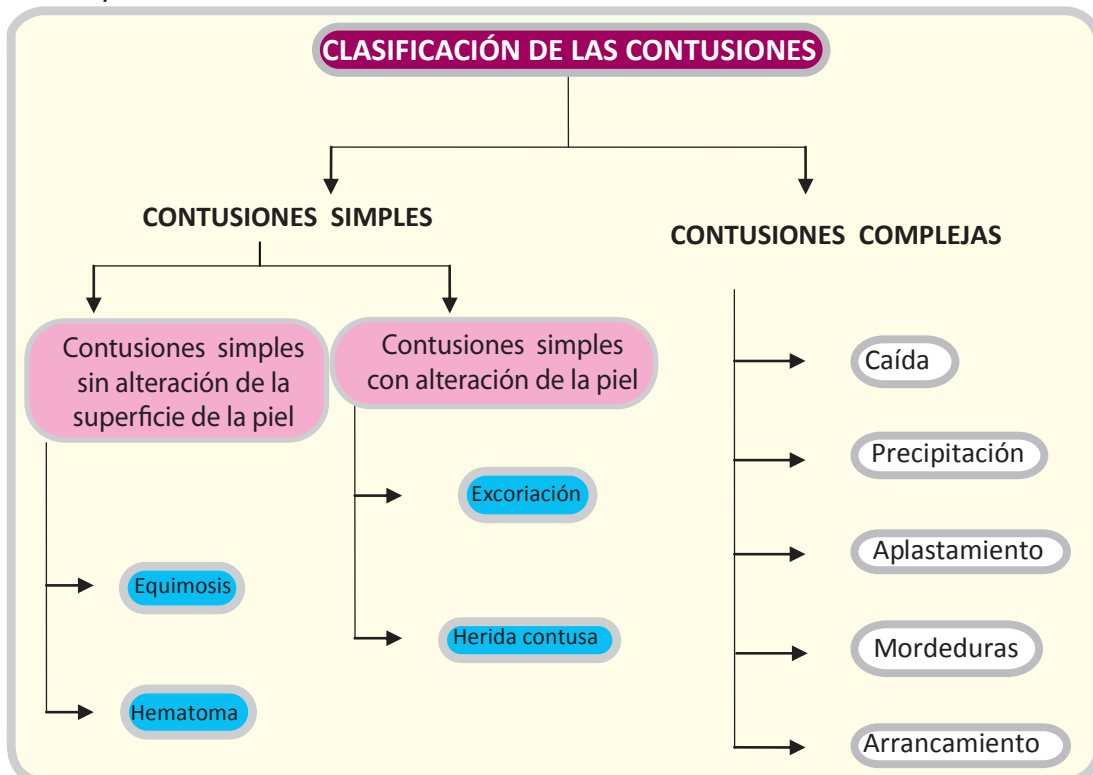 CLASIFICACIÓN DE LAS CONTUSIONES
CONTUSIONES SIMPLES
Contusiones simples
sin alteración de la
superficie de la piel
Equimosis
Hematoma
Contusiones simples
con alteración de la piel
Excoriación
Herida contusa
CONTUSIONES COMPLEJAS
Caída
Precipitación
Aplastamiento
Mordeduras
Arrancamiento